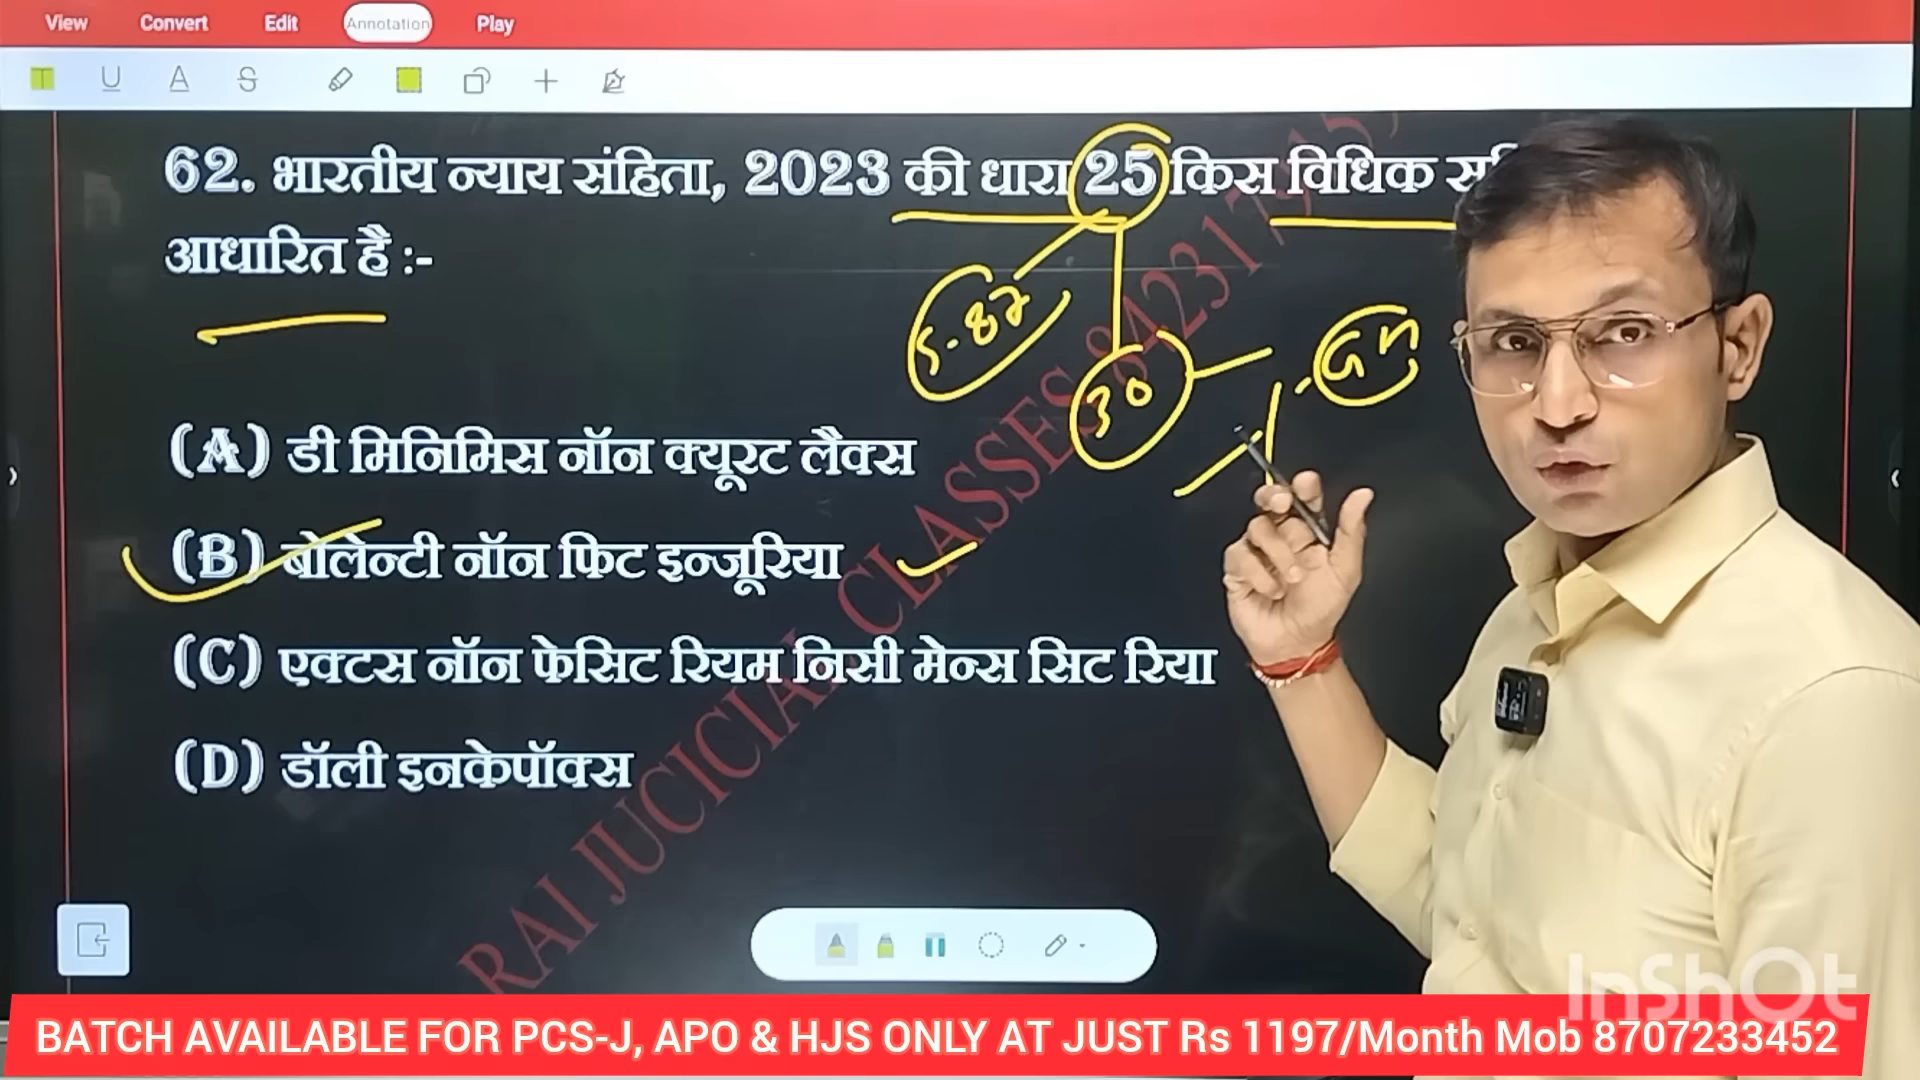 View Convert Edit Annotation Play
62. भारतीय न्याय संहिता, 2023 की धारा 25 किस विधिक
आधारित है :-
S-87
30
(A) डी मिनिमिस नॉन क्यूरट लैक्स
(B) बोलेन्टी नॉन फिट इन्जूरिया
(C) एक्टस नॉन फेसिट रियम निसी मेन्स सिट रिया
(D) डॉली इनकेपॉक्स
RAI JUCICIAL CLASSES 84231791
InShOt
BATCH AVAILABLE FOR PCS-J, APO & HJS ONLY AT JUST Rs 1197/Month Mob 8707233452